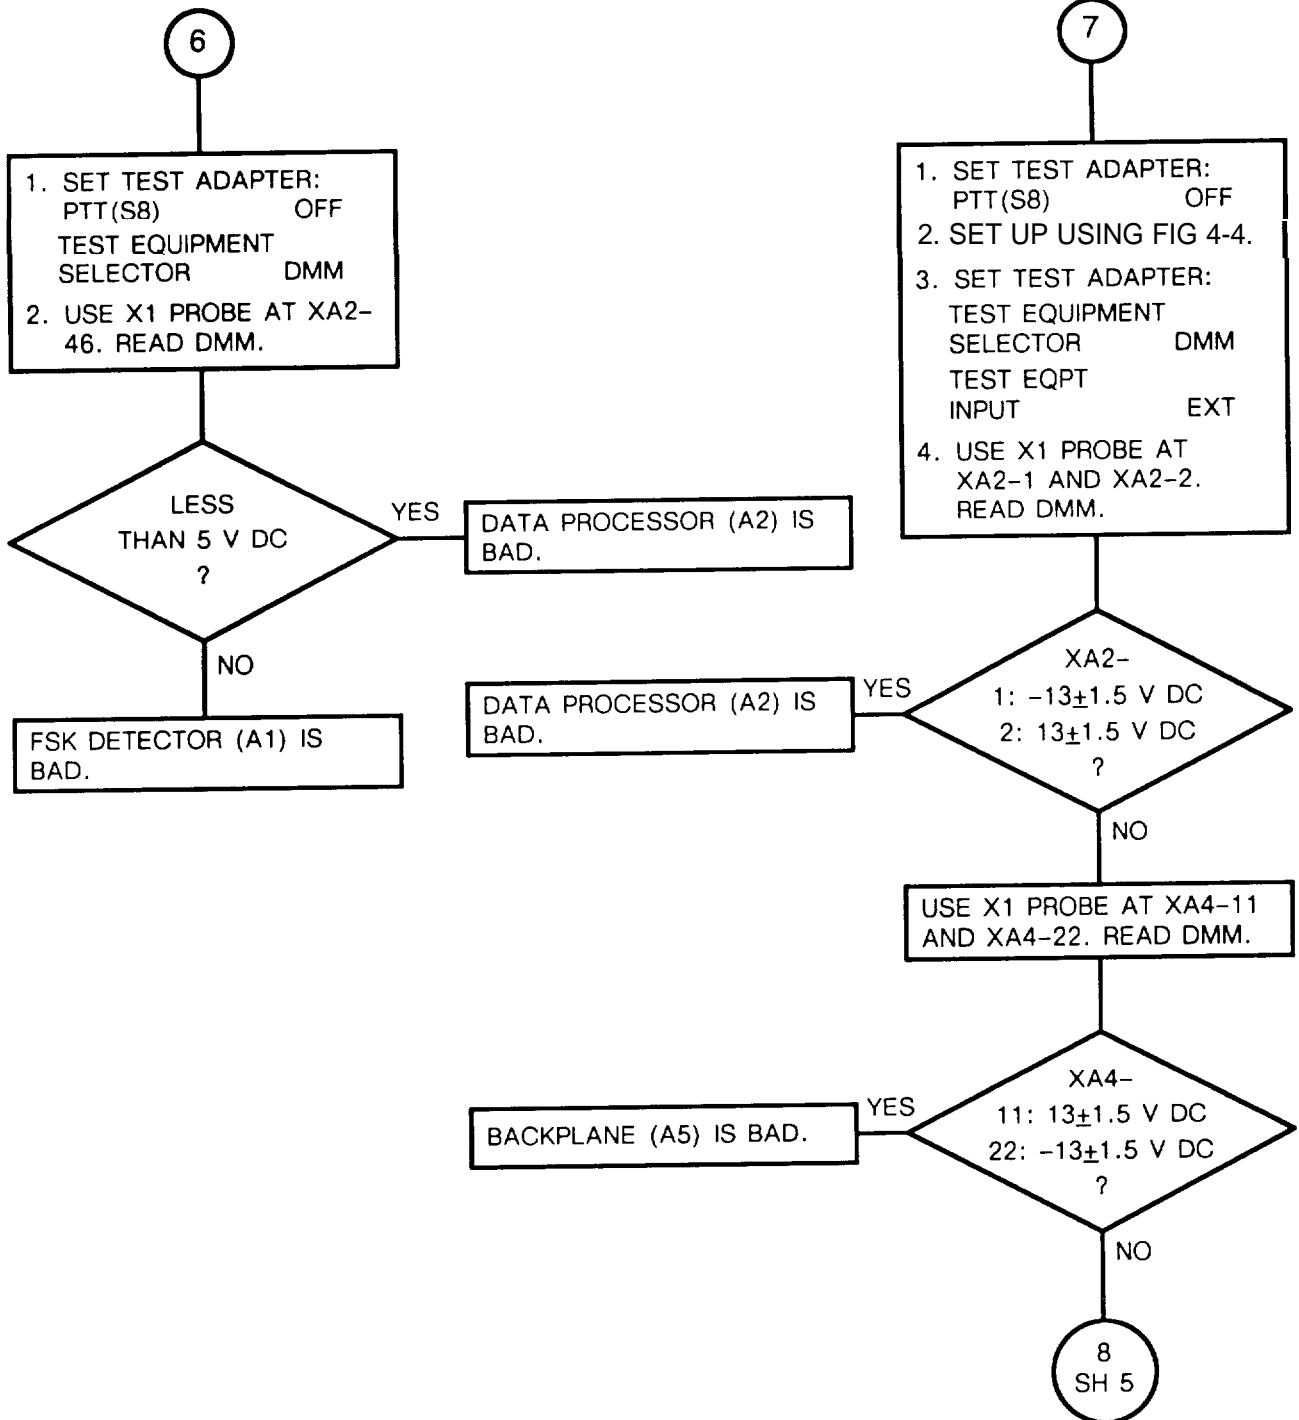 6
1. SET TEST ADAPTER:
PTT(S8) OFF
TEST EQUIPMENT
SELECTOR DMM
2. USE X1 PROBE AT XA2-
46. READ DMM.
LESS
THAN 5 V DC
?
YES
DATA PROCESSOR (A2) IS
BAD.
NO
FSK DETECTOR (A1) IS
BAD.
7
1. SET TEST ADAPTER:
PTT(S8) OFF
2. SET UP USING FIG 4-4.
3. SET TEST ADAPTER:
TEST EQUIPMENT
SELECTOR DMM
TEST EQPT
INPUT EXT
4. USE X1 PROBE AT
XA2-1 AND XA2-2.
READ DMM.
XA2-
1: -13±1.5 V DC
2: 13±1.5 V DC
?
YES
DATA PROCESSOR (A2) IS
BAD.
NO
USE X1 PROBE AT XA4-11
AND XA4-22. READ DMM.
XA4-
11: 13±1.5 V DC
22: -13±1.5 V DC
?
YES
BACKPLANE (A5) IS BAD.
NO
8
SH 5